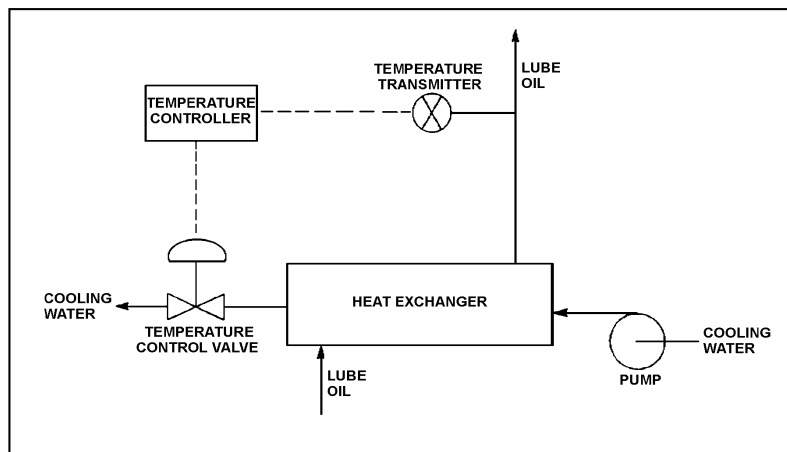 TEMPERATURE
TRANSMITTER
LUBE
OIL
TEMPERATURE
CONTROLLER
HEAT EXCHANGER
COOLING
WATER
TEMPERATURE
CONTROL VALVE
LUBE
OIL
COOLING
WATER
PUMP